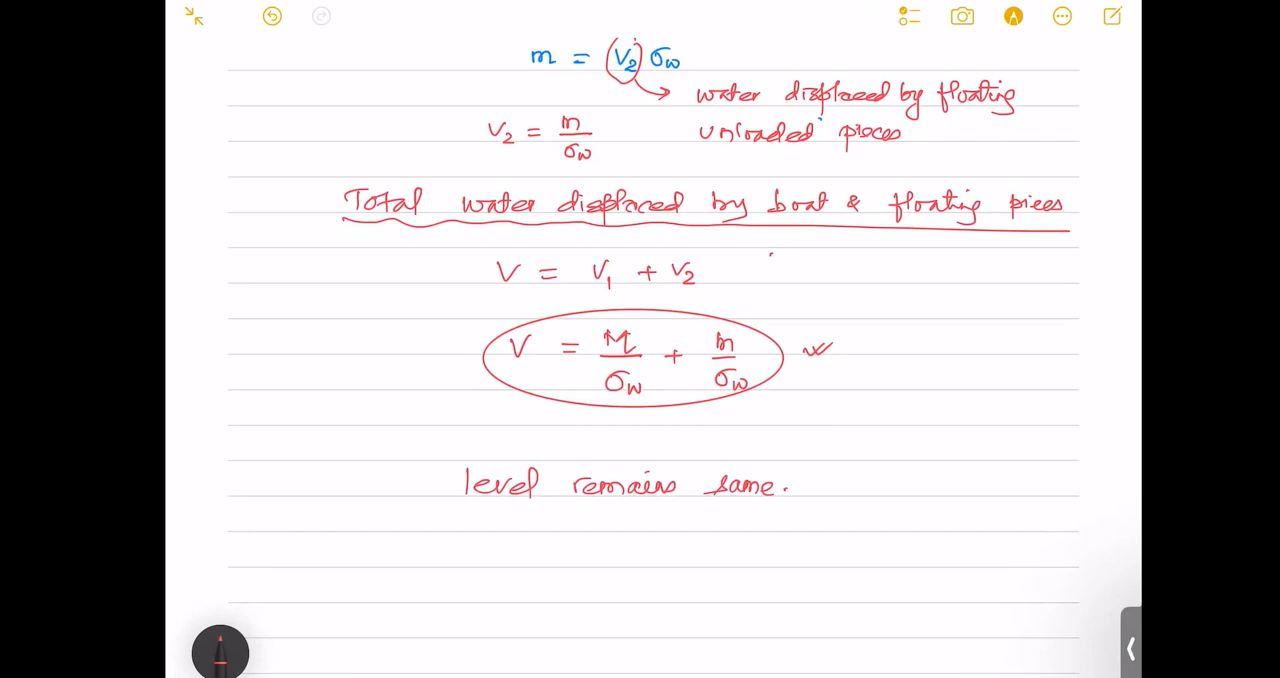 m = V₂ σw
→ water displaced by floating
unloaded pieces
V₂ = m/σw
Total water displaced by boat & floating pieces
V = V₁ + V₂
V = M/σw + m/σw
level remains same.